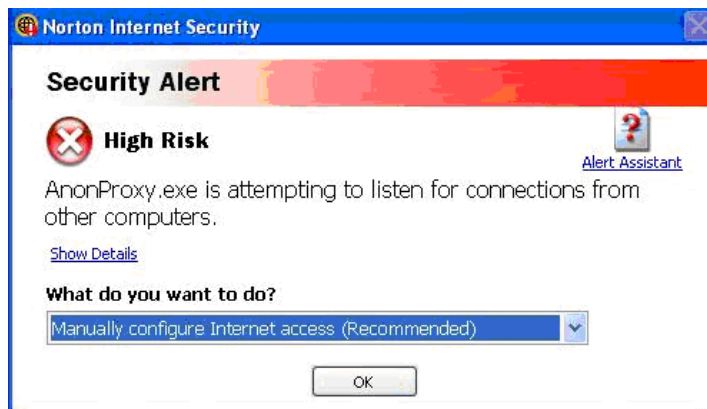 Norton Internet Security
Security Alert
High Risk
Alert Assistant
AnonProxy.exe is attempting to listen for connections from
other computers.
Show Details
What do you want to do?
Manually configure Internet access (Recommended)
OK